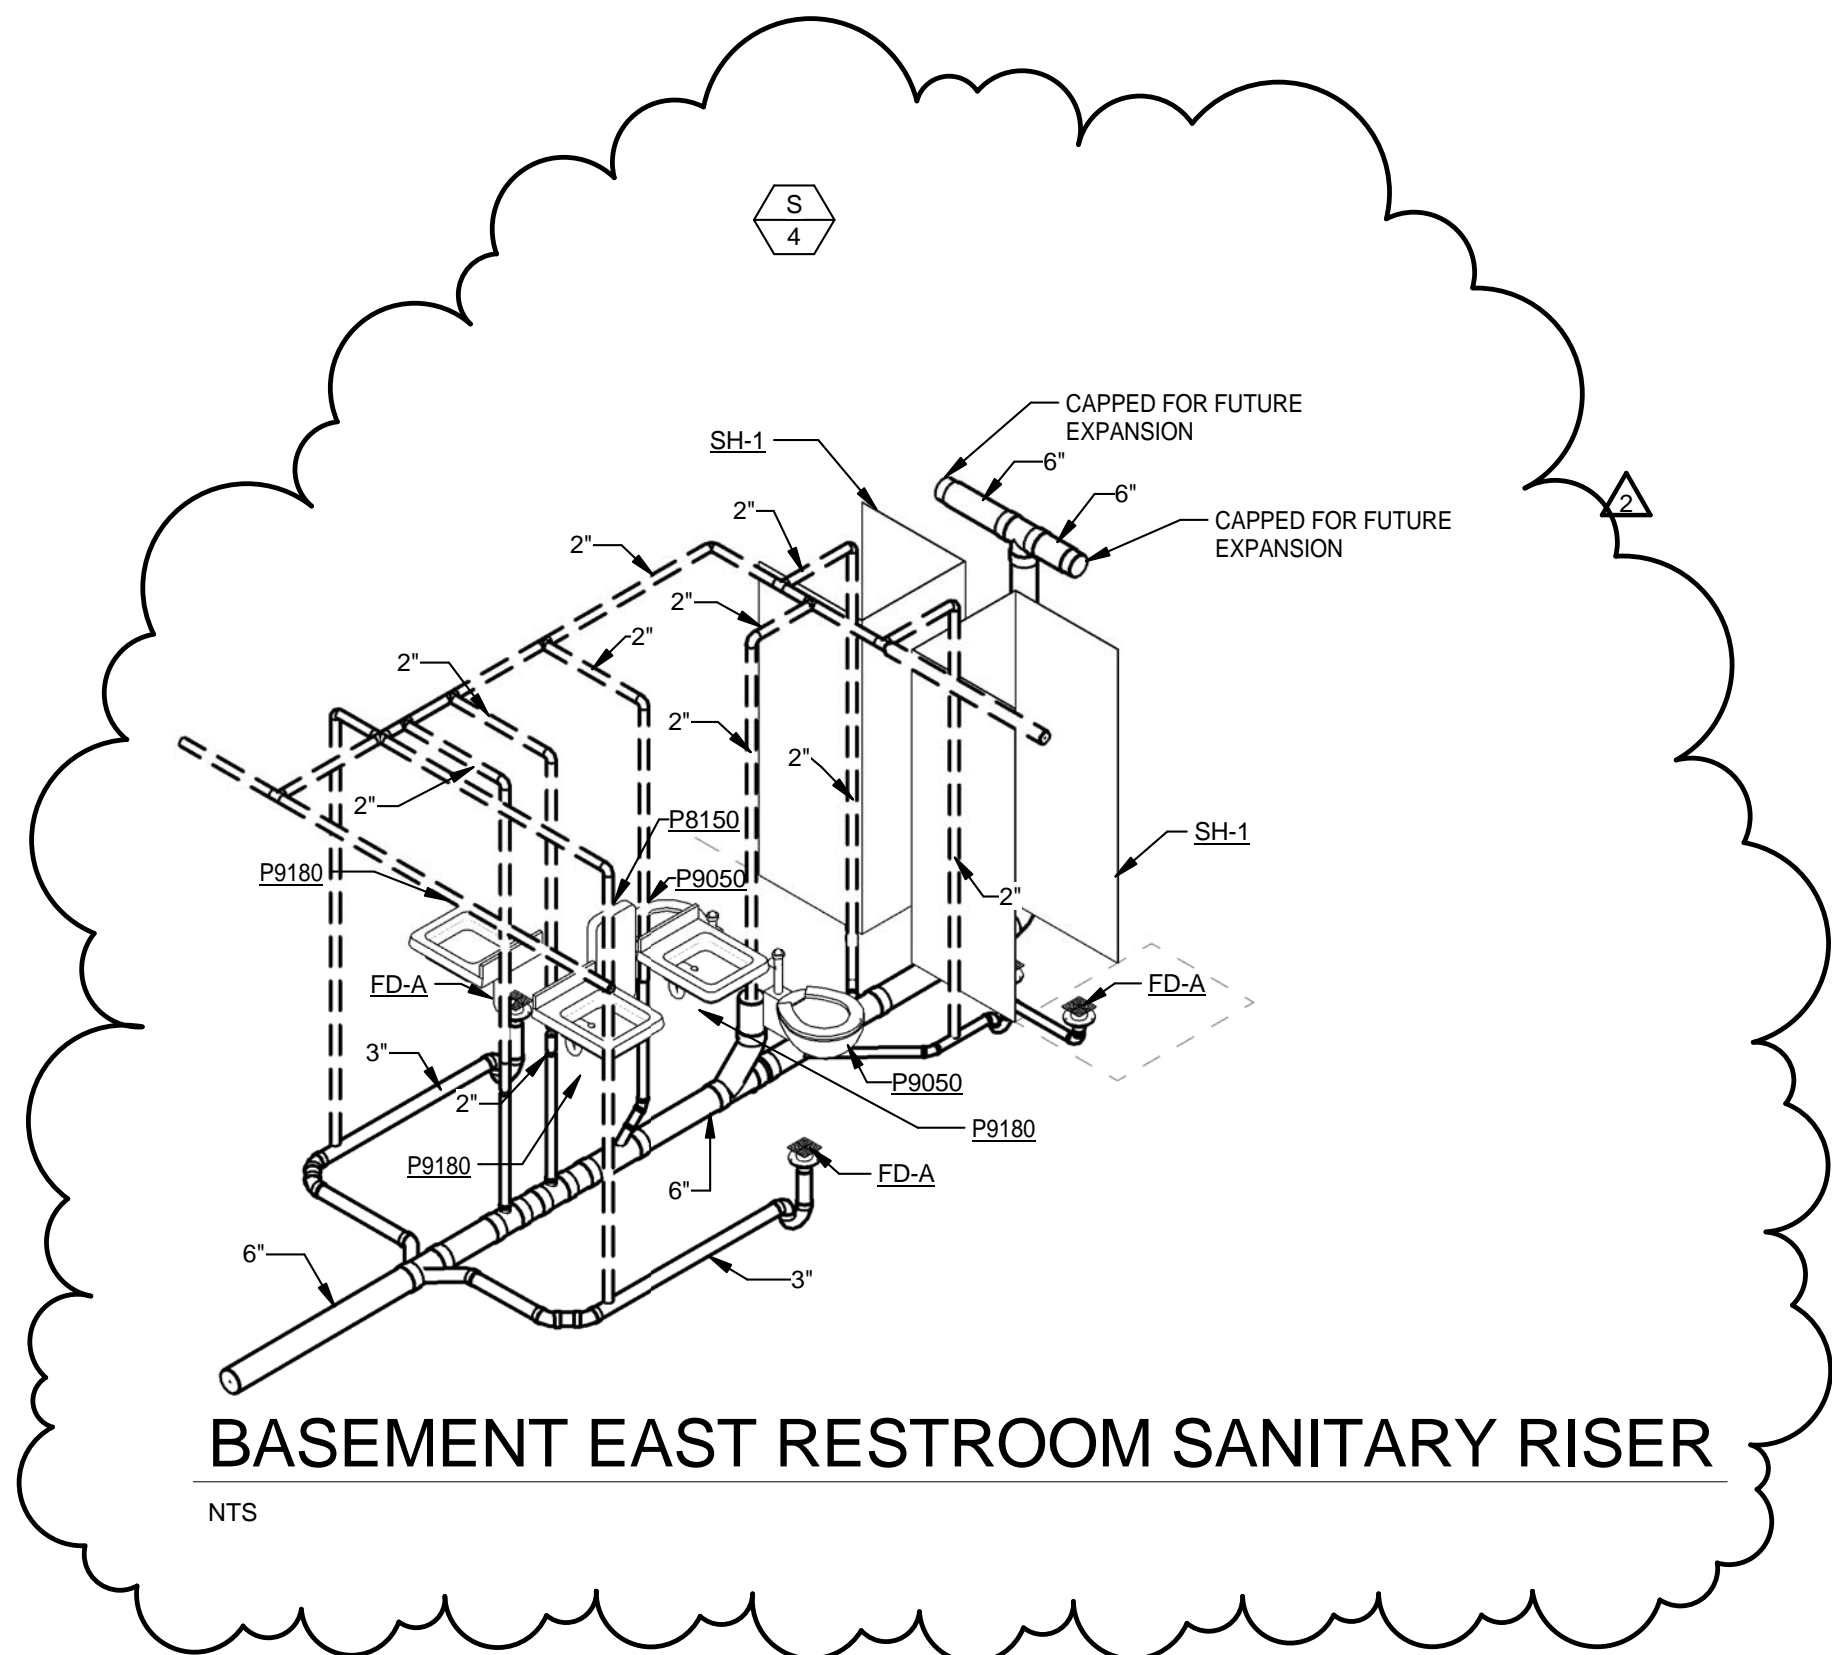 S
4
CAPPED FOR FUTURE
EXPANSION
SH-1
6"
6"
2"
CAPPED FOR FUTURE
EXPANSION
2
2"
2"
2"
2"
2"
2"
2"
P8150
SH-1
P9180
P9050
2"
FD-A
FD-A
3"
2"
P9050
P9180
P9180
FD-A
6"
6"
3"
BASEMENT EAST RESTROOM SANITARY RISER
NTS